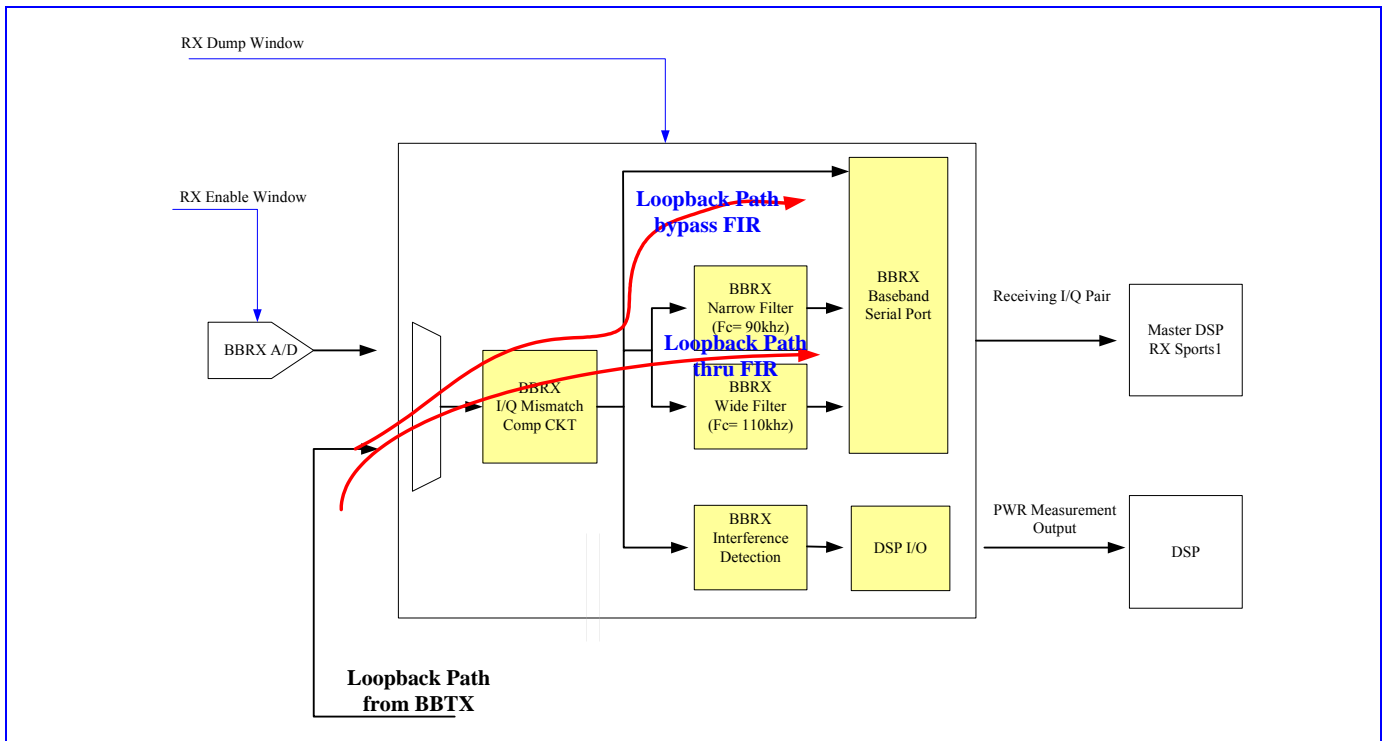 RX Dump Window
RX Enable Window
BBRX A/D
BBRX
I/Q Mismatch
Comp CKT
Loopback Path
bypass FIR
BBRX
Narrow Filter
(Fc= 90khz)
Loopback Path
thru FIR
BBRX
Wide Filter
(Fc= 110khz)
BBRX
Baseband
Serial Port
Receiving I/Q Pair
Master DSP
RX Sports1
BBRX
Interference
Detection
DSP I/O
PWR Measurement
Output
DSP
Loopback Path
from BBTX